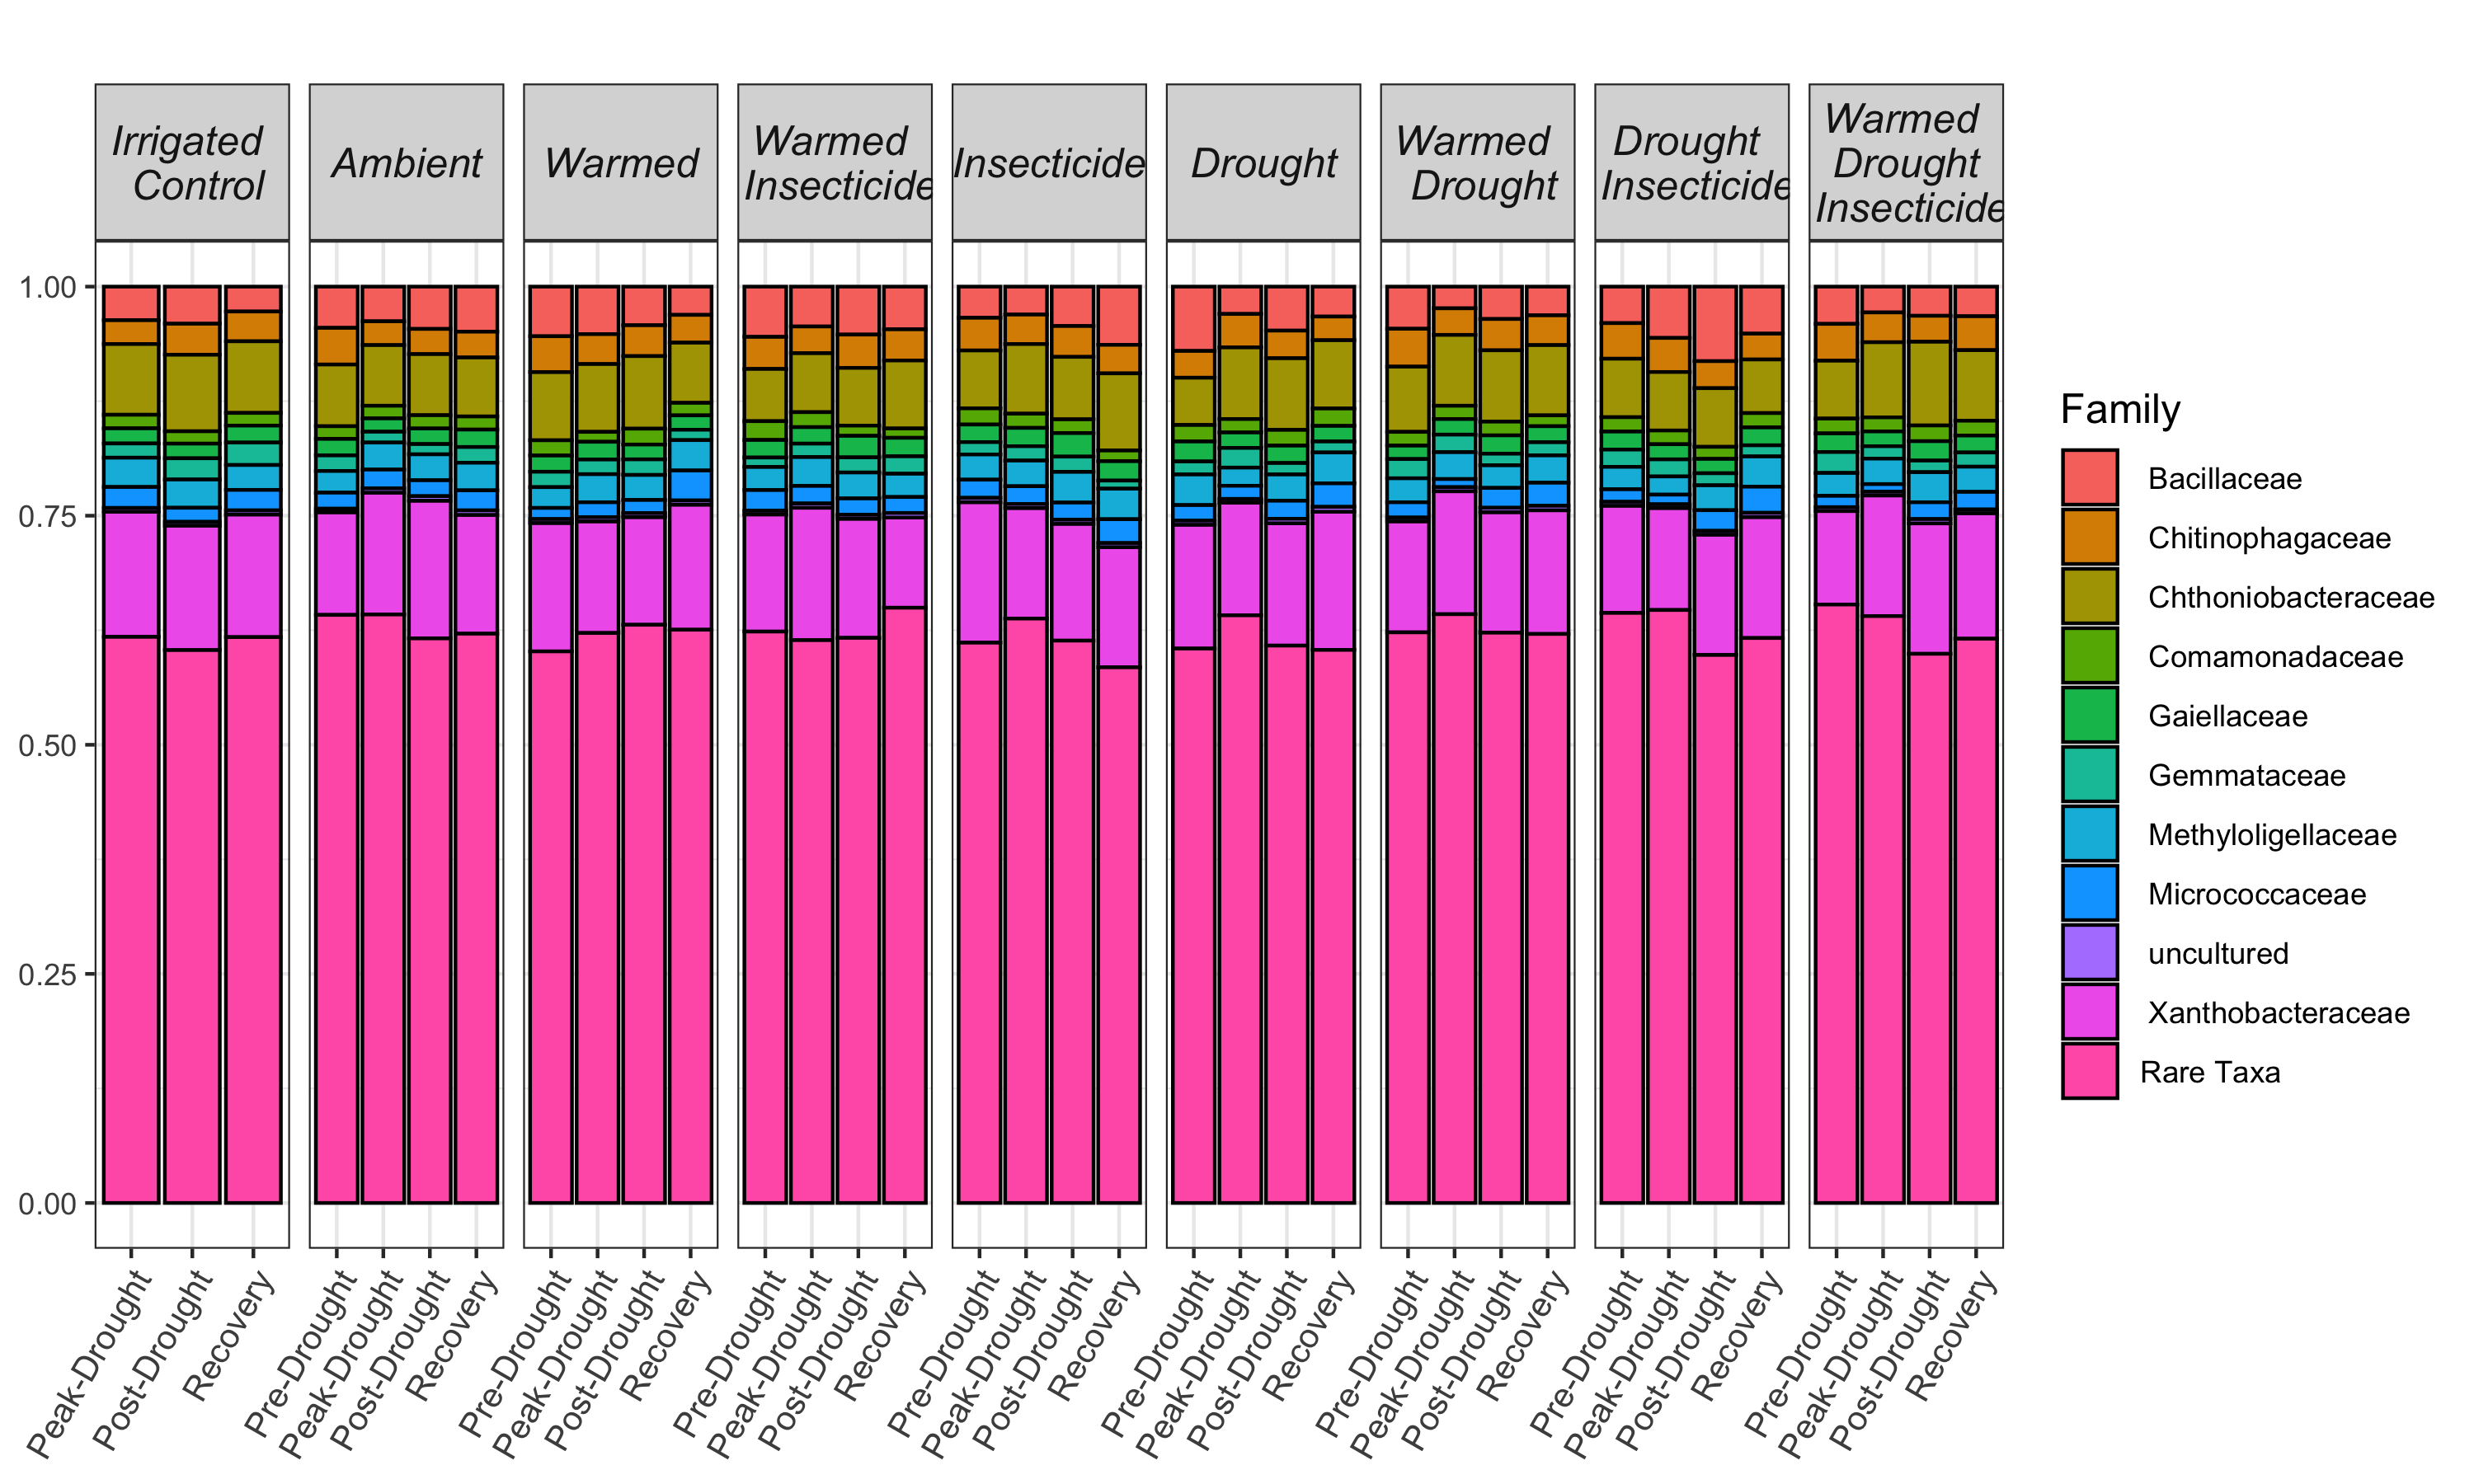 Irrigated
Control
Ambient
Warmed
Warmed
Insecticide
Insecticide
Drought
Warmed
Drought
Drought
Insecticide
Warmed
Drought
Insecticide
1.00
0.75
0.50
0.25
0.00
Peak-Drought
Post-Drought
Recovery
Pre-Drought
Peak-Drought
Post-Drought
Recovery
Pre-Drought
Peak-Drought
Post-Drought
Recovery
Pre-Drought
Peak-Drought
Post-Drought
Recovery
Pre-Drought
Peak-Drought
Post-Drought
Recovery
Pre-Drought
Peak-Drought
Post-Drought
Recovery
Pre-Drought
Peak-Drought
Post-Drought
Recovery
Pre-Drought
Peak-Drought
Post-Drought
Recovery
Pre-Drought
Peak-Drought
Post-Drought
Recovery
Family
Bacillaceae
Chitinophagaceae
Chthoniobacteraceae
Comamonadaceae
Gaiellaceae
Gemmataceae
Methyloligellaceae
Micrococcaceae
uncultured
Xanthobacteraceae
Rare Taxa